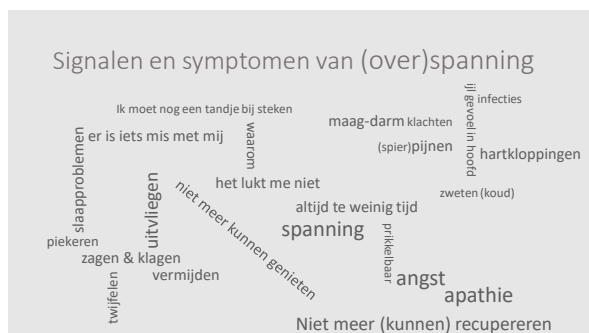 Signalen en symptomen van (over)spanning
Ik moet nog een tandje bij steken
er is iets mis met mij
waarom
slaapproblemen
maag-darm klachten
ijl gevoel in hoofd
infecties
(spier)pijnen
hartkloppingen
het lukt me niet
zweten (koud)
uitvliegen
niet meer kunnen genieten
altijd te weinig tijd
spanning
piekeren
zagen & klagen
vermijden
twijfelen
prikkelbaar
angst
apathie
Niet meer (kunnen) recupereren